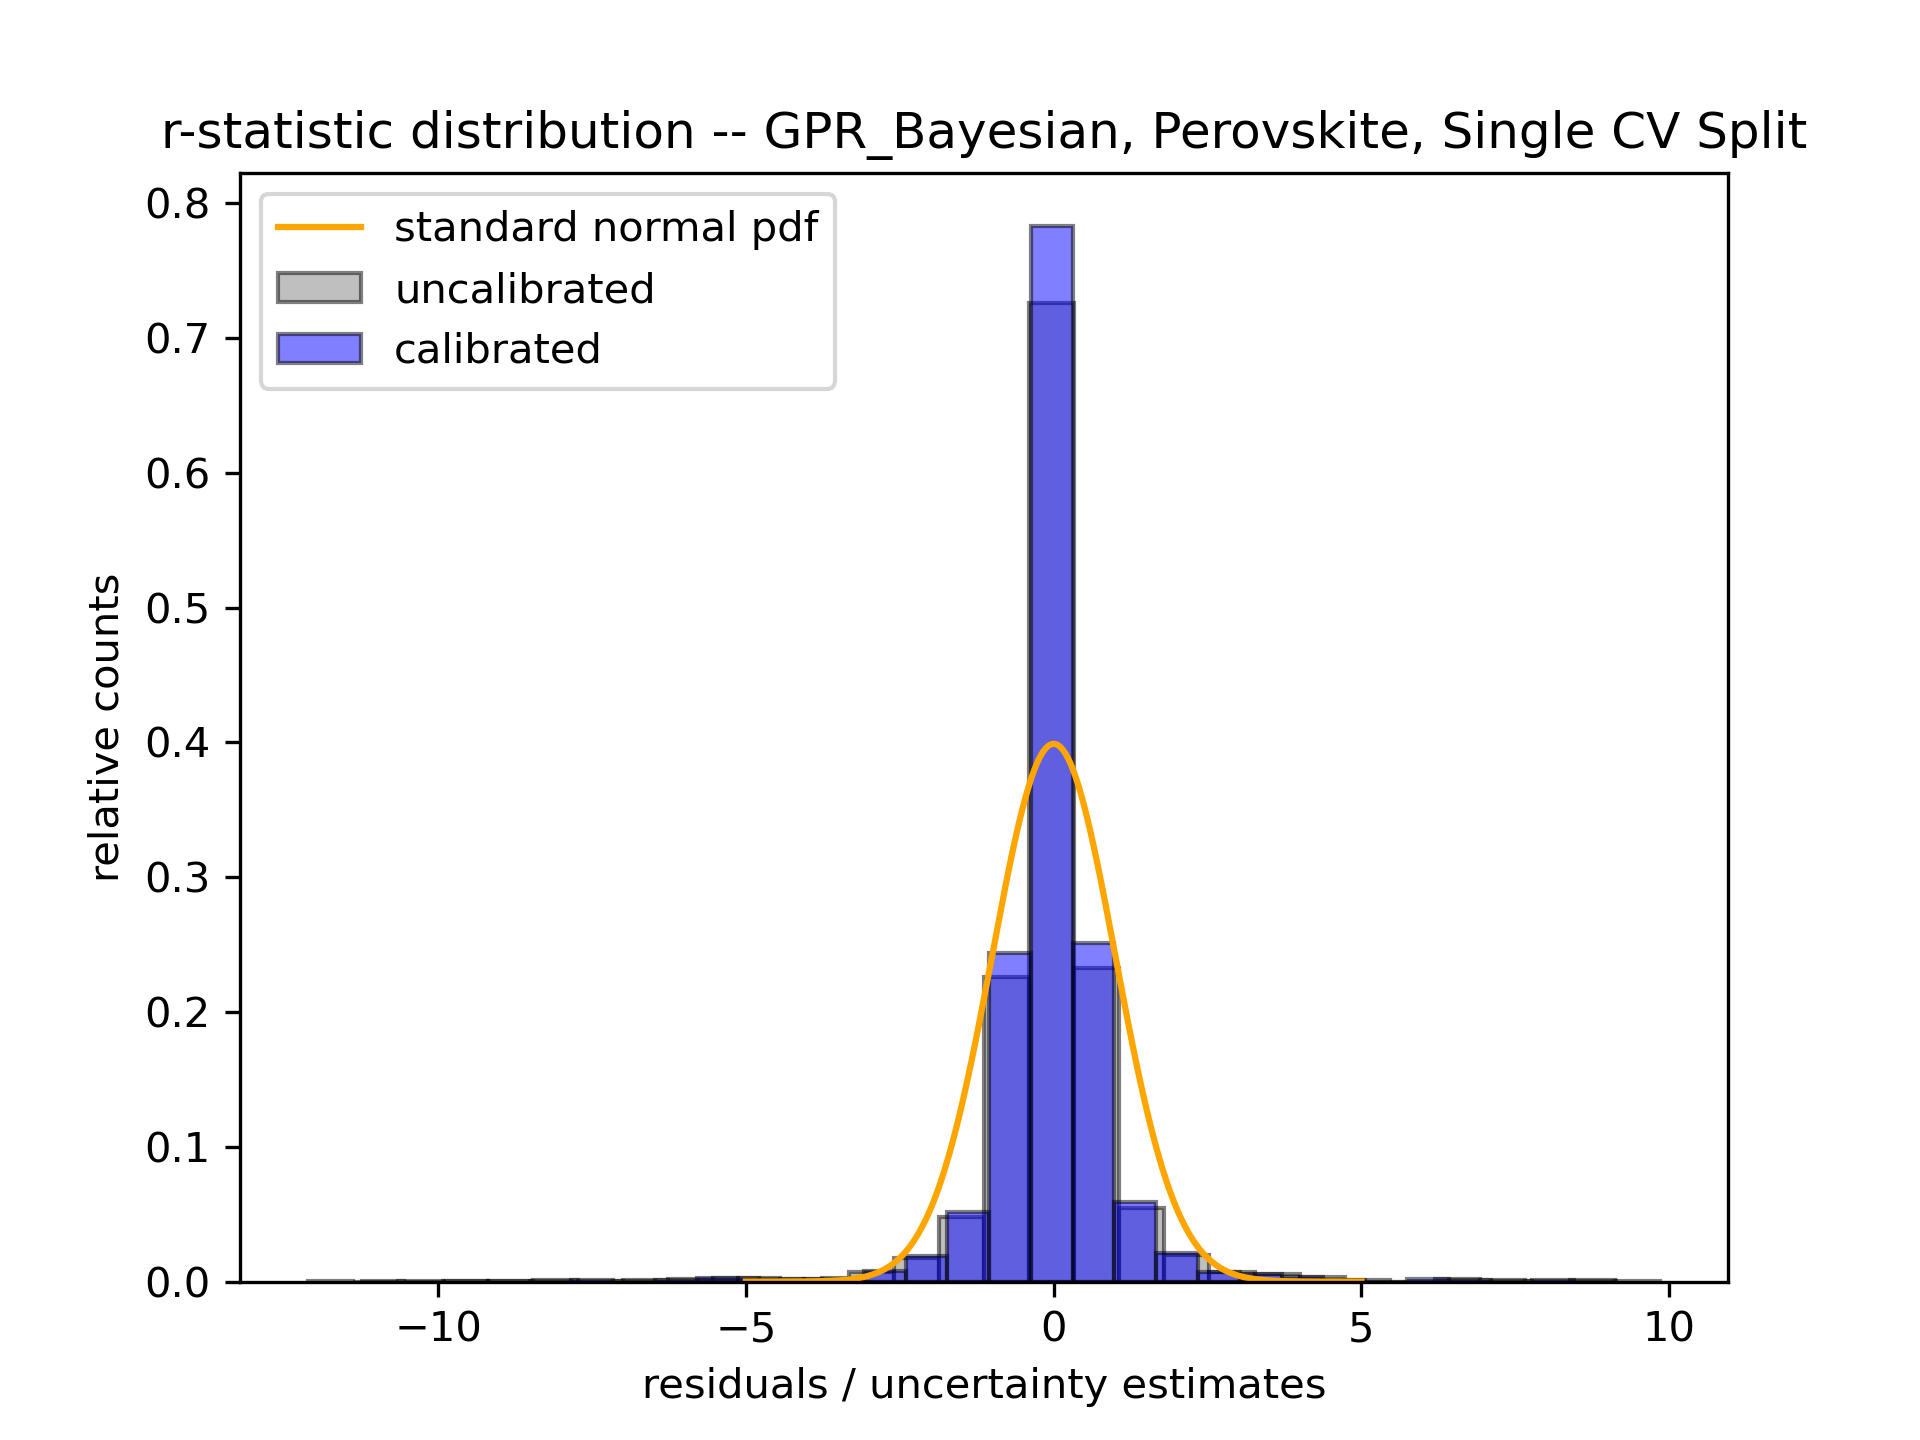 r-statistic distribution -- GPR_Bayesian, Perovskite, Single CV Split
standard normal pdf
uncalibrated
calibrated
relative counts
0.8
0.7
0.6
0.5
0.4
0.3
0.2
0.1
0.0
−10
−5
0
5
10
residuals / uncertainty estimates